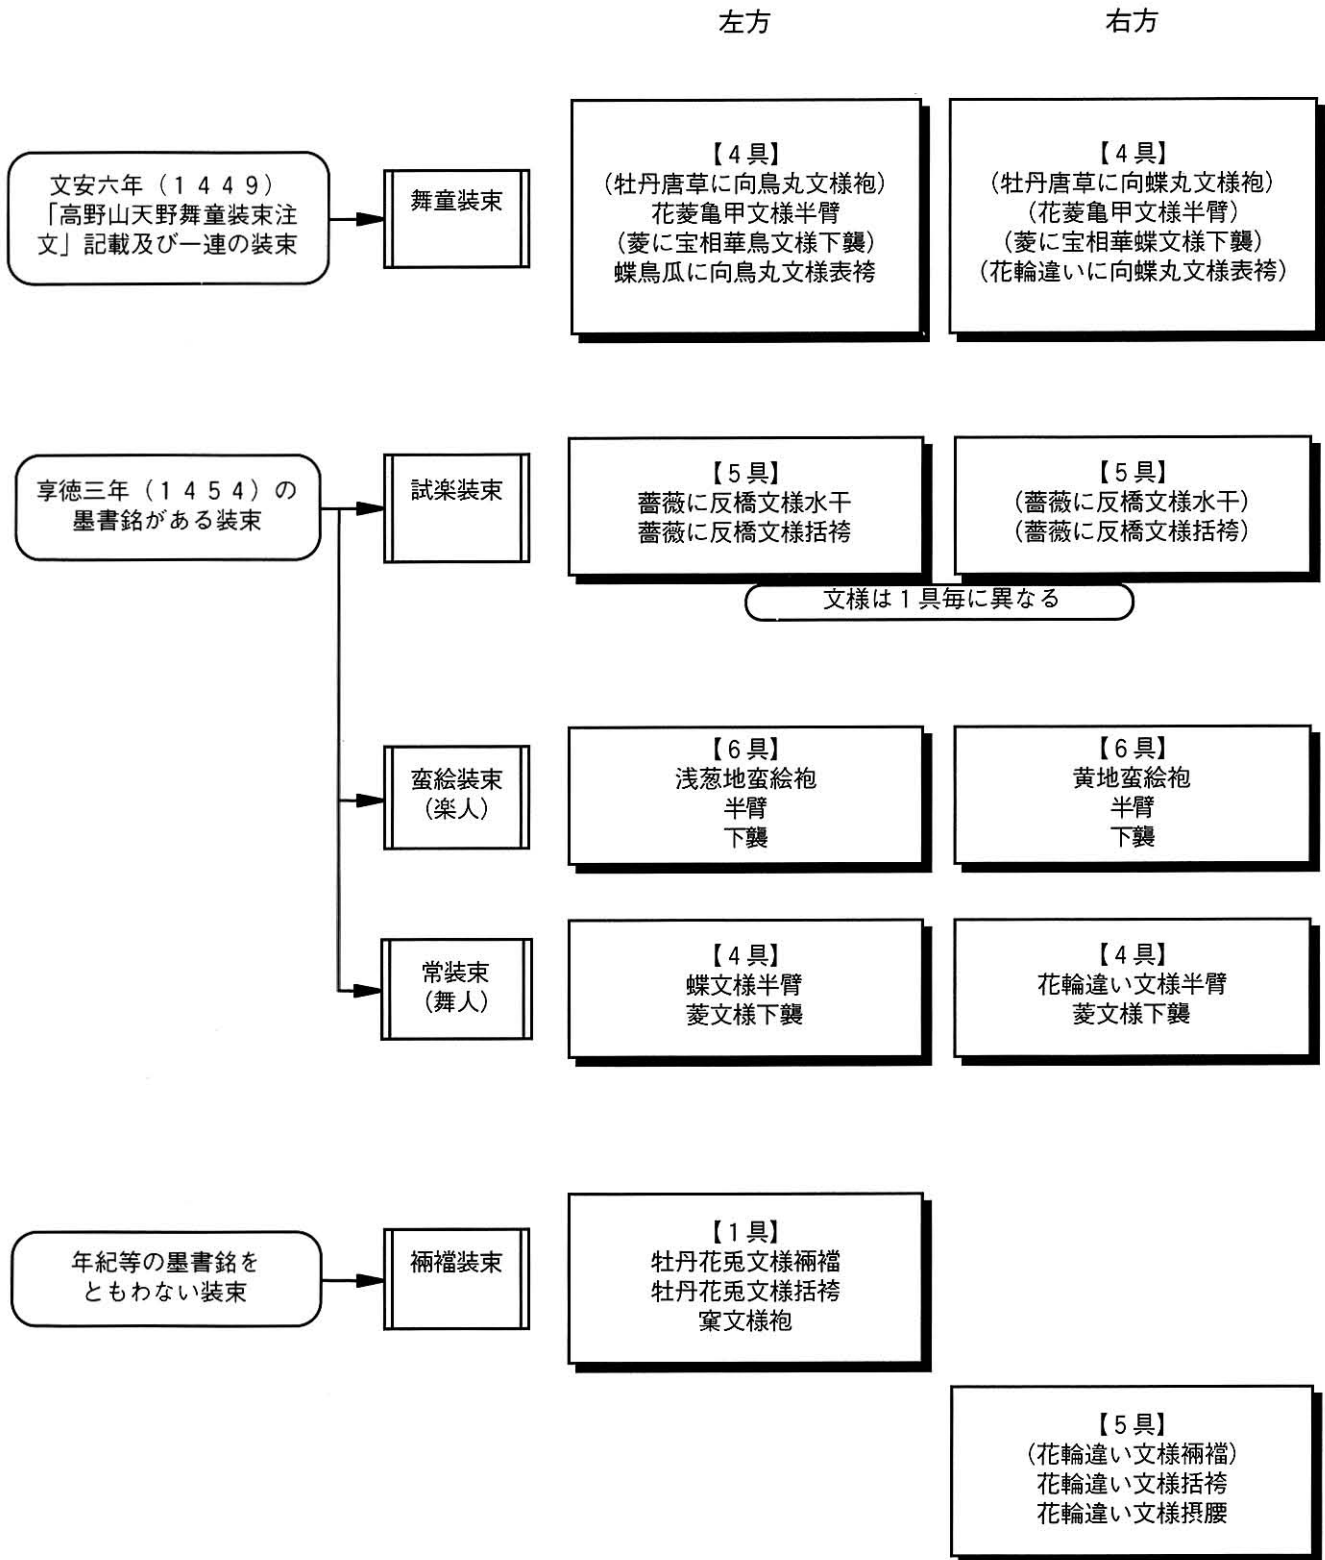 左方
右方
文安六年（1449）
「高野山天野舞童装束注
文」記載及び一連の装束
舞童装束
【4具】
（牡丹唐草に向鳥丸文様袍）
花菱亀甲文様半臂
（菱に宝相華鳥文様下襲）
蝶鳥瓜に向鳥丸文様表袴
【4具】
（牡丹唐草に向蝶丸文様袍）
（花菱亀甲文様半臂）
（菱に宝相華蝶文様下襲）
（花輪違いに向蝶丸文様表袴）
享徳三年（1454）の
墨書銘がある装束
試楽装束
【5具】
薔薇に反橋文様水干
薔薇に反橋文様括袴
【5具】
（薔薇に反橋文様水干）
（薔薇に反橋文様括袴）
文様は1具毎に異なる
蛮絵装束
（楽人）
【6具】
浅葱地蛮絵袍
半臂
下襲
【6具】
黄地蛮絵袍
半臂
下襲
常装束
（舞人）
【4具】
蝶文様半臂
菱文様下襲
【4具】
花輪違い文様半臂
菱文様下襲
年紀等の墨書銘を
ともわない装束
裲襠装束
【1具】
牡丹花兎文様裲襠
牡丹花兎文様括袴
窠文様袍
【5具】
（花輪違い文様裲襠）
花輪違い文様括袴
花輪違い文様摂腰